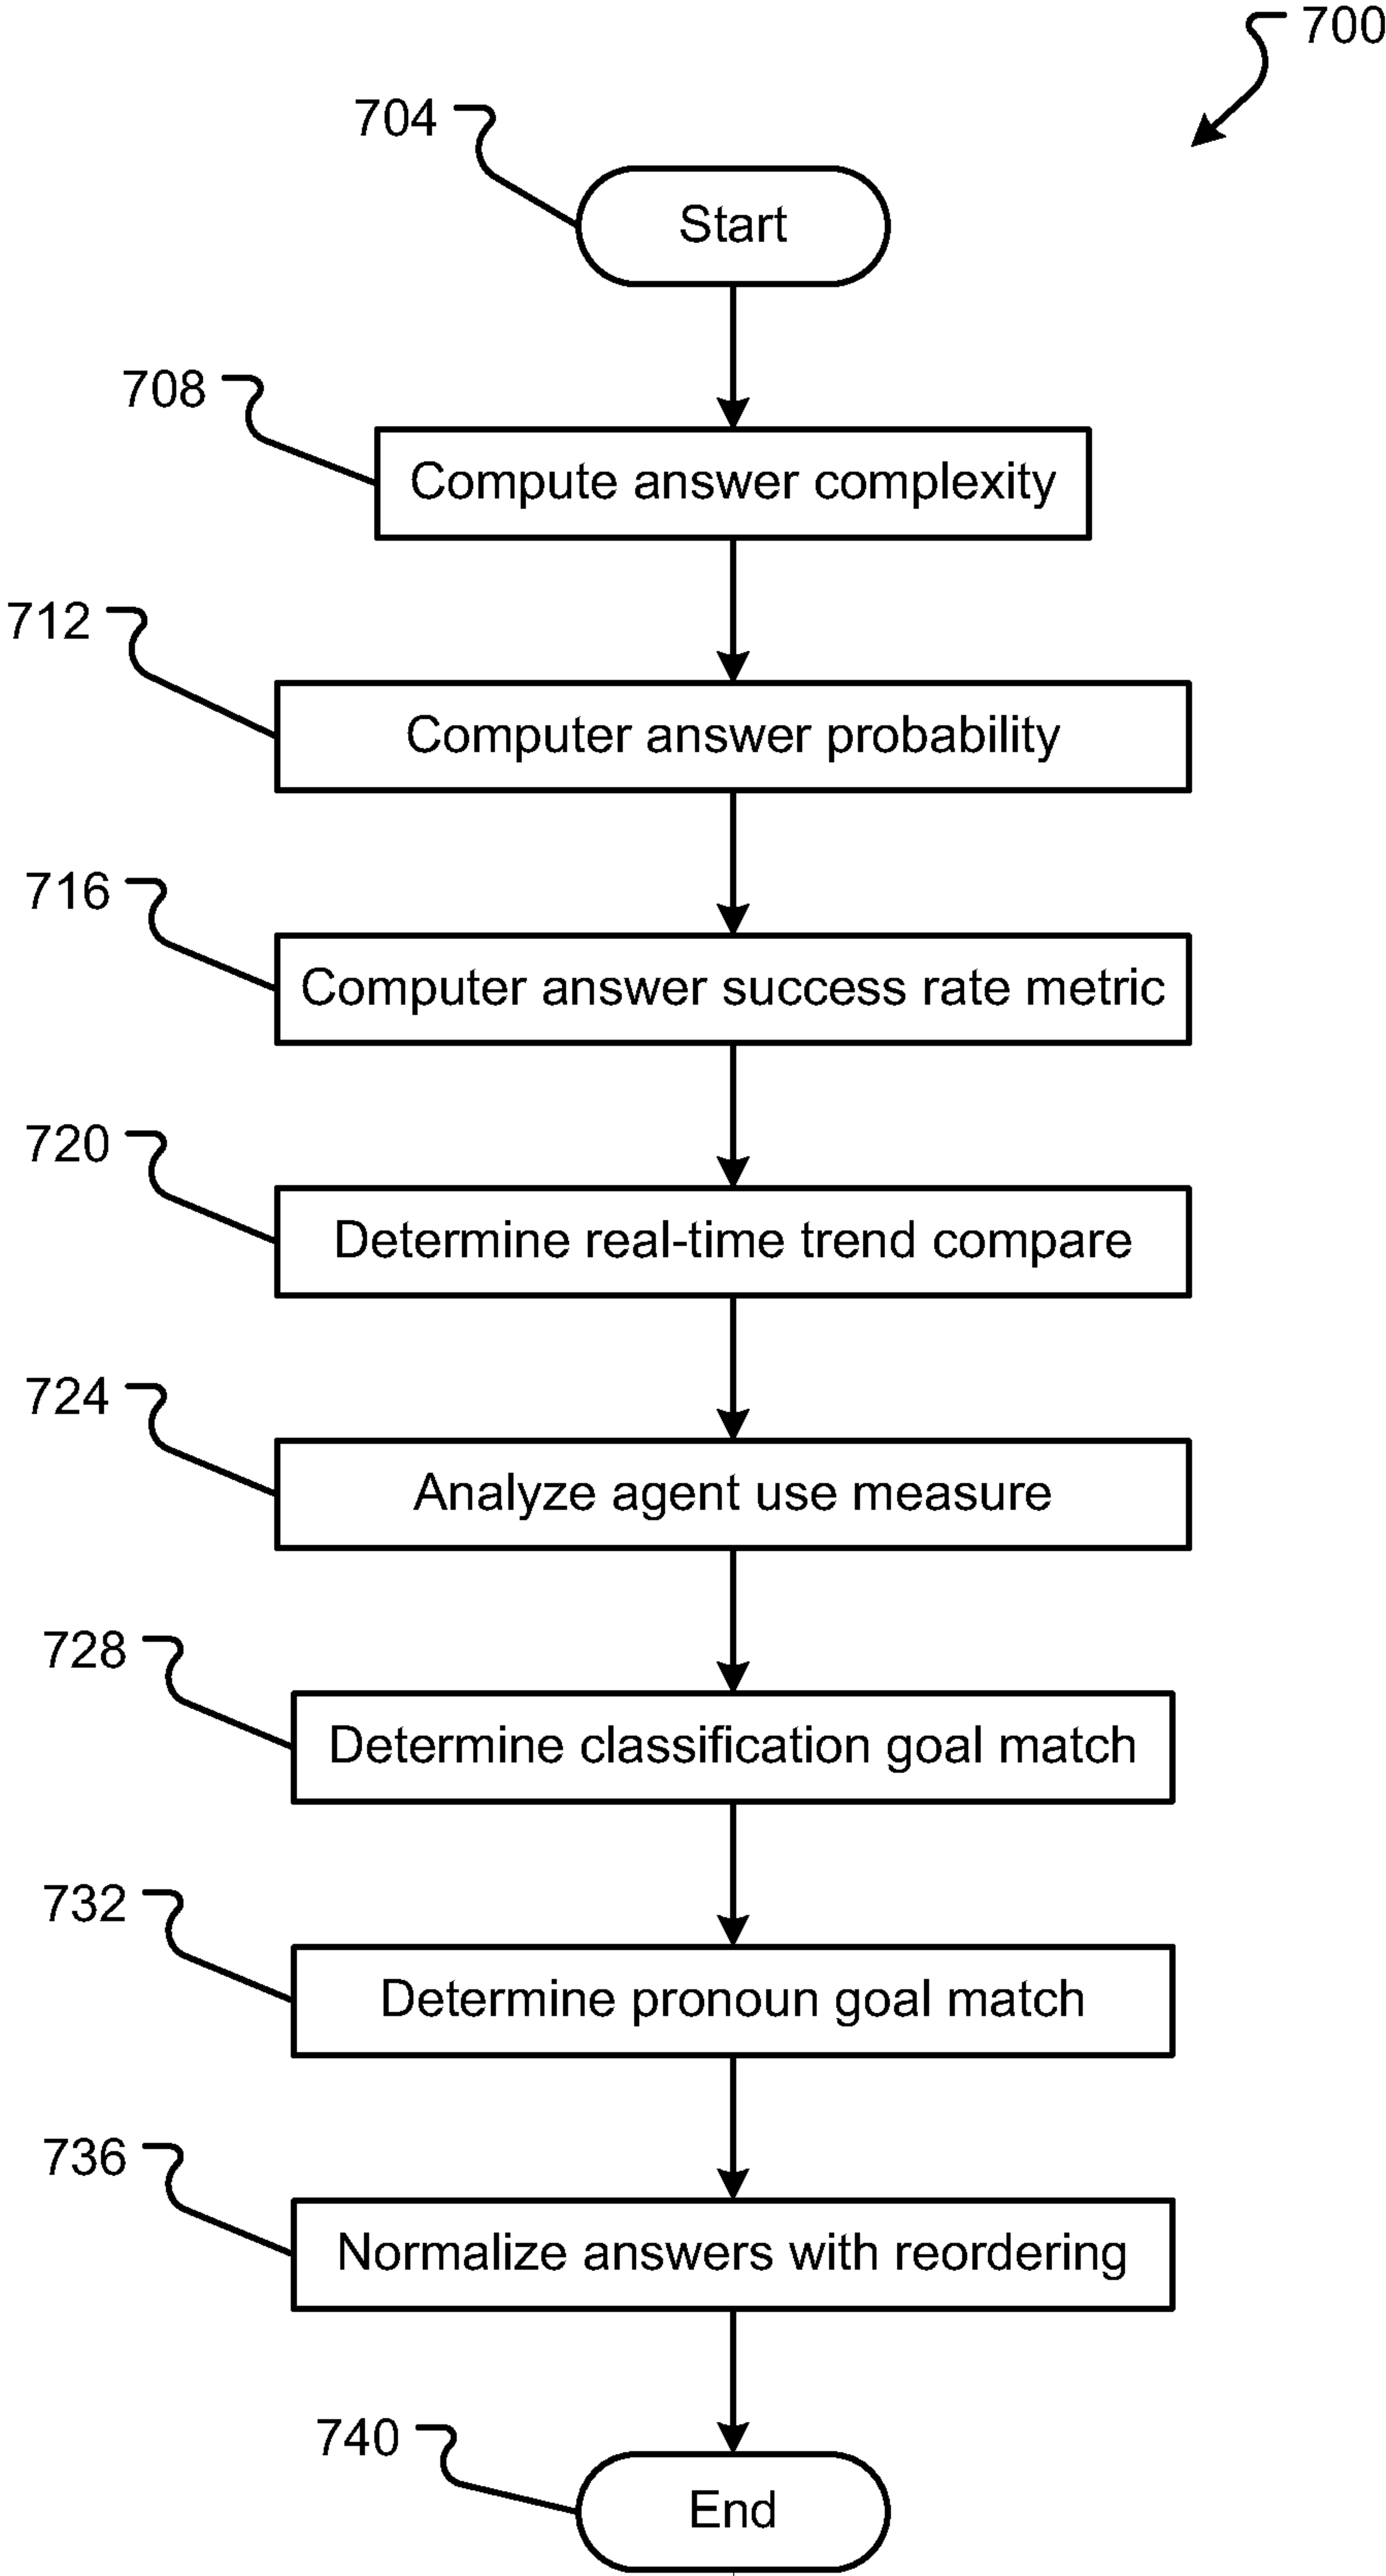 700
704
Start
708
Compute answer complexity
712
Computer answer probability
716
Computer answer success rate metric
720
Determine real-time trend compare
724
Analyze agent use measure
728
Determine classification goal match
732
Determine pronoun goal match
736
Normalize answers with reordering
740
End